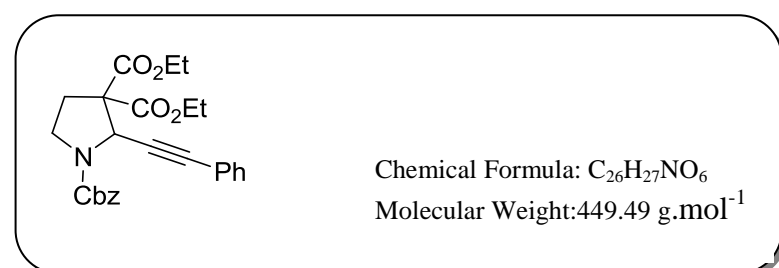 CO₂Et
CO₂Et
N
Cbz
Ph
Chemical Formula: C₂₆H₂₇NO₆
Molecular Weight:449.49 g.mol⁻¹